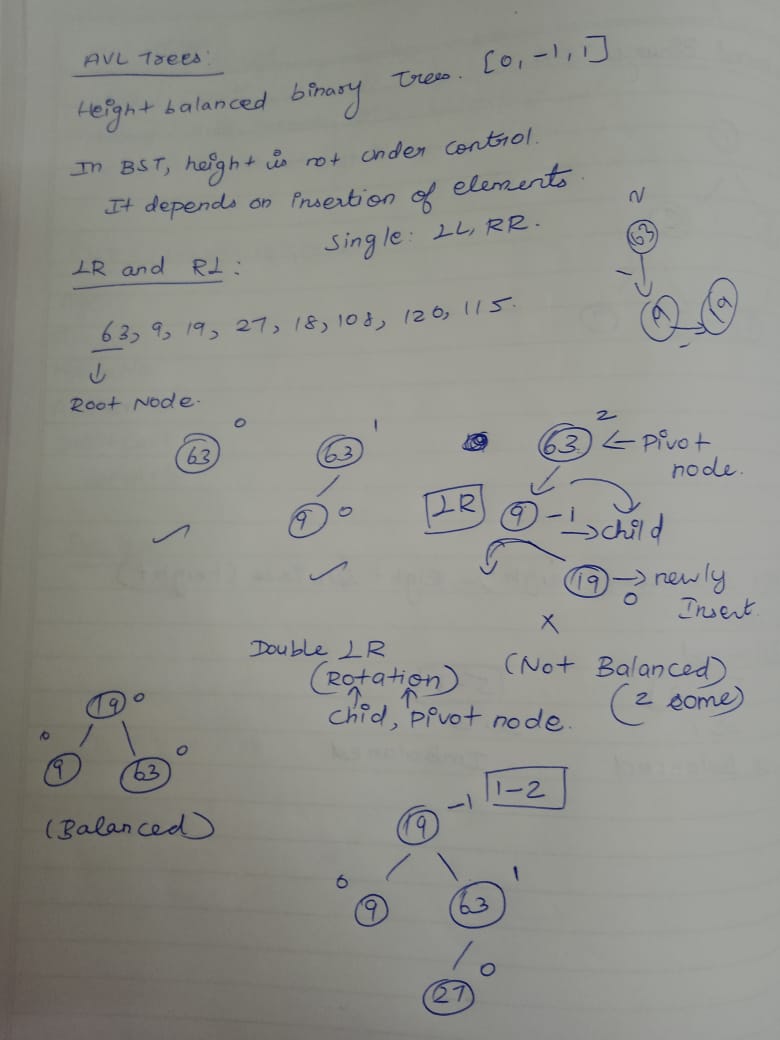 AVL Trees:
Height balanced binary Trees. [0, -1, 1]
In BST, height is not under control.
It depends on insertion of elements.
Single: LL, RR.
N
63
-
9 19
-
LR and RL:
63, 9, 19, 27, 18, 108, 120, 115.
Root Node.
63 0
63 1
9 0
63 2 ← Pivot
node.
LR 9 -1 → child
19 → newly
0 Insert
x
(Not Balanced)
(2 some)
Double LR
(Rotation)
Chid, Pivot node.
19 0
0 9 63 0
(Balanced)
19 -1 1-2
0 9 63 1
27 0